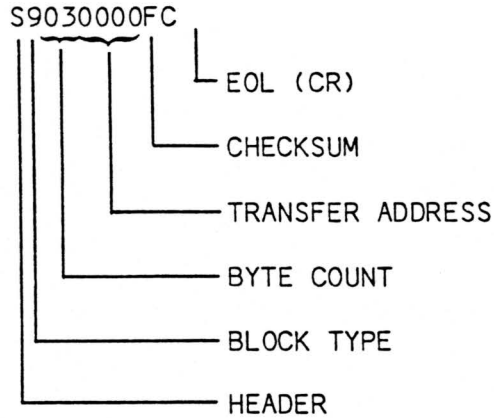 S9030000FC
EOL (CR)
CHECKSUM
TRANSFER ADDRESS
BYTE COUNT
BLOCK TYPE
HEADER